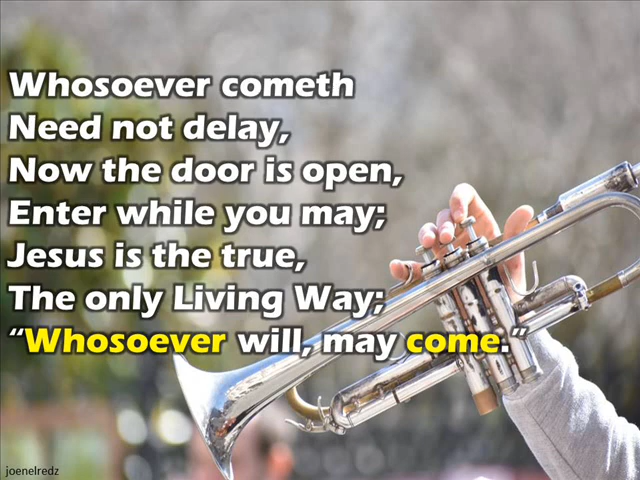 Whosoever cometh
Need not delay,
Now the door is open,
Enter while you may;
Jesus is the true,
The only Living Way;
“Whosoever will, may come.”
joenelredz